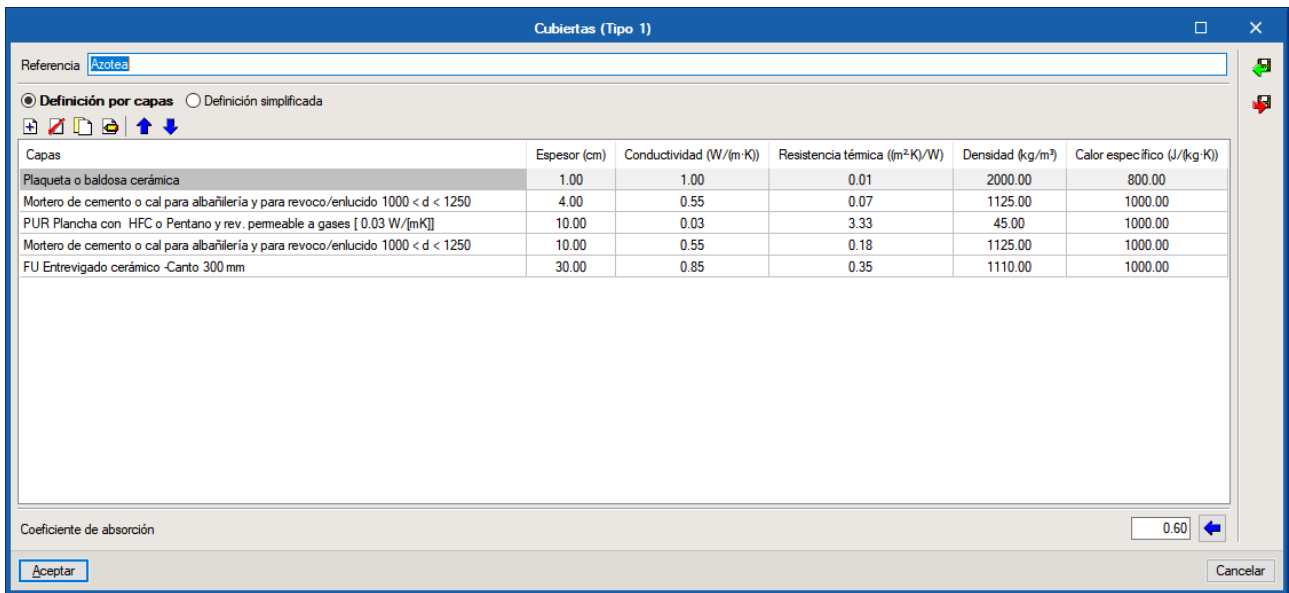 Cubiertas (Tipo 1)
Referencia Azotea
Definición por capas Definición simplificada
Capas Espesor (cm) Conductividad (W/(m·K)) Resistencia térmica ((m²·K)/W) Densidad (kg/m³) Calor específico (J/(kg·K))
Plaqueta o baldosa cerámica 1.00 1.00 0.01 2000.00 800.00
Mortero de cemento o cal para albañilería y para revoco/enlucido 1000 < d < 1250 4.00 0.55 0.07 1125.00 1000.00
PUR Plancha con HFC o Pentano y rev. permeable a gases [ 0.03 W/[mK]] 10.00 0.03 3.33 45.00 1000.00
Mortero de cemento o cal para albañilería y para revoco/enlucido 1000 < d < 1250 10.00 0.55 0.18 1125.00 1000.00
FU Entrevigado cerámico -Canto 300 mm 30.00 0.85 0.35 1110.00 1000.00
Coeficiente de absorción 0.60
Aceptar Cancelar